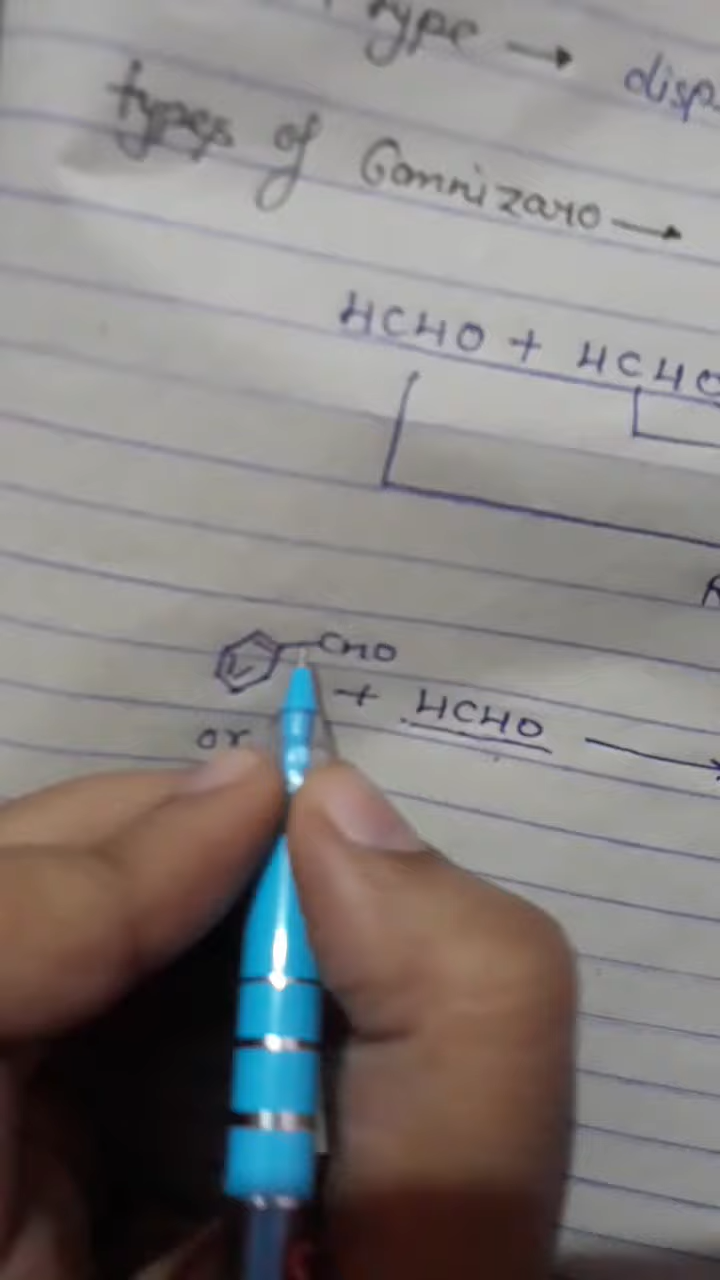 type → disp
types of Cannizaro →
HCHO + HCHO
CHO
+ HCHO →
or